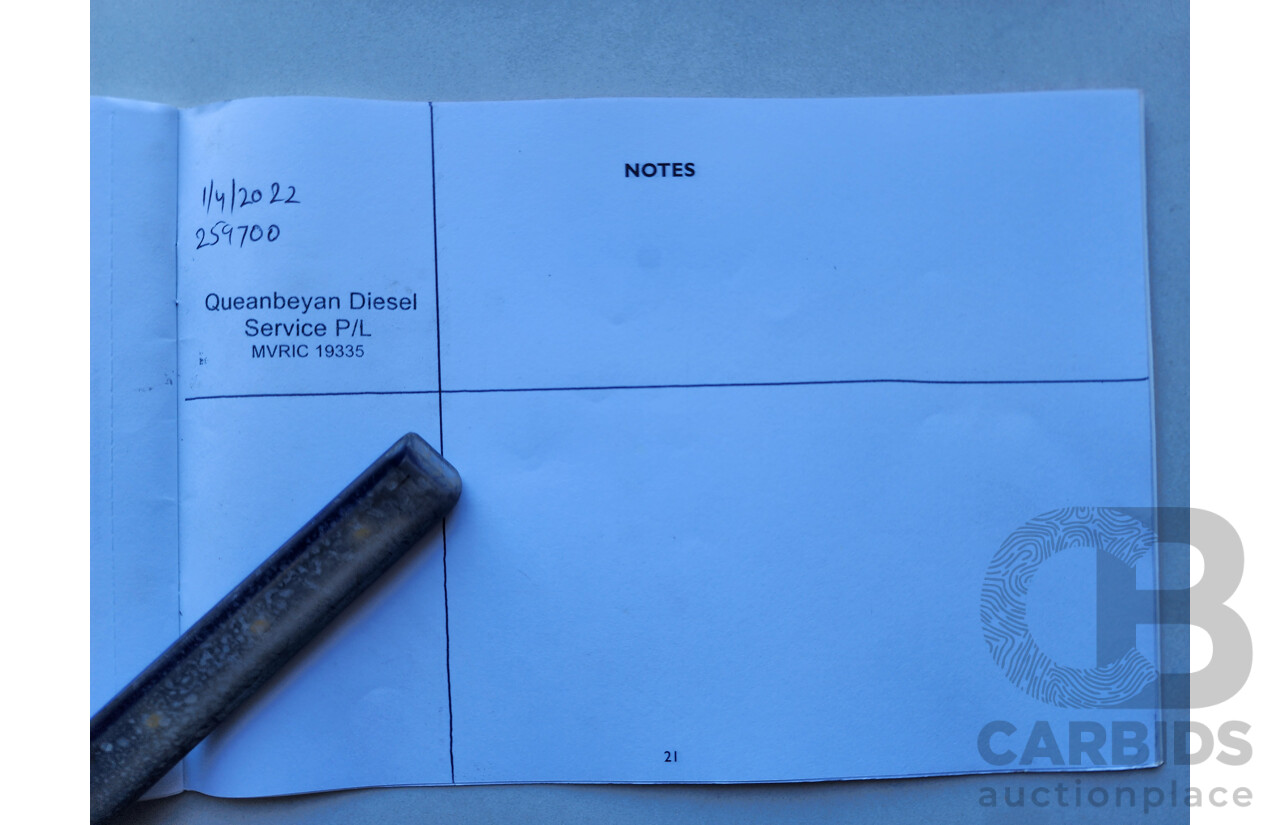 NOTES
1/4/2022
259700
Queanbeyan Diesel
Service P/L
MVRIC 19335
21
CARBIDS
auctionplace